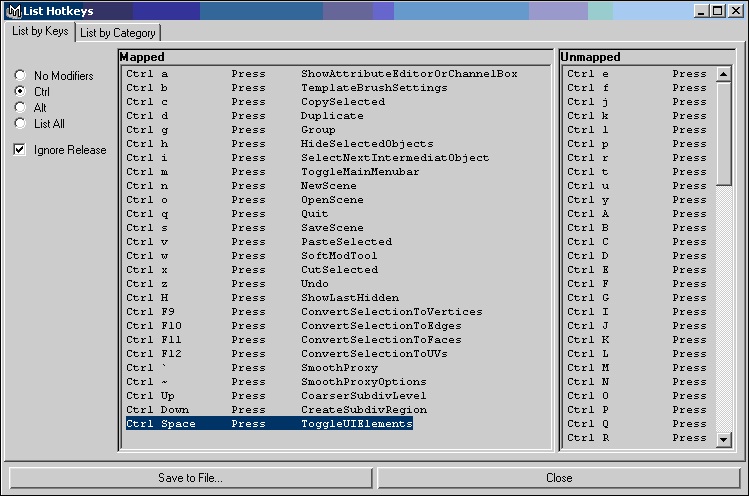 List Hotkeys
List by Keys
List by Category
No Modifiers
Ctrl
Alt
List All
Ignore Release
Mapped
Ctrl a Press ShowAttributeEditorOrChannelBox
Ctrl b Press TemplateBrushSettings
Ctrl c Press CopySelected
Ctrl d Press Duplicate
Ctrl g Press Group
Ctrl h Press HideSelectedObjects
Ctrl i Press SelectNextIntermediatObject
Ctrl m Press ToggleMainMenubar
Ctrl n Press NewScene
Ctrl o Press OpenScene
Ctrl q Press Quit
Ctrl s Press SaveScene
Ctrl v Press PasteSelected
Ctrl w Press SoftModTool
Ctrl x Press CutSelected
Ctrl z Press Undo
Ctrl H Press ShowLastHidden
Ctrl F9 Press ConvertSelectionToVertices
Ctrl F10 Press ConvertSelectionToEdges
Ctrl F11 Press ConvertSelectionToFaces
Ctrl F12 Press ConvertSelectionToUVs
Ctrl ` Press SmoothProxy
Ctrl ~ Press SmoothProxyOptions
Ctrl Up Press CoarserSubdivLevel
Ctrl Down Press CreateSubdivRegion
Ctrl Space Press ToggleUIElements
Unmapped
Ctrl e Press
Ctrl f Press
Ctrl j Press
Ctrl k Press
Ctrl l Press
Ctrl p Press
Ctrl r Press
Ctrl t Press
Ctrl u Press
Ctrl y Press
Ctrl A Press
Ctrl B Press
Ctrl C Press
Ctrl D Press
Ctrl E Press
Ctrl F Press
Ctrl G Press
Ctrl I Press
Ctrl J Press
Ctrl K Press
Ctrl L Press
Ctrl M Press
Ctrl N Press
Ctrl O Press
Ctrl P Press
Ctrl Q Press
Ctrl R Press
Save to File...
Close